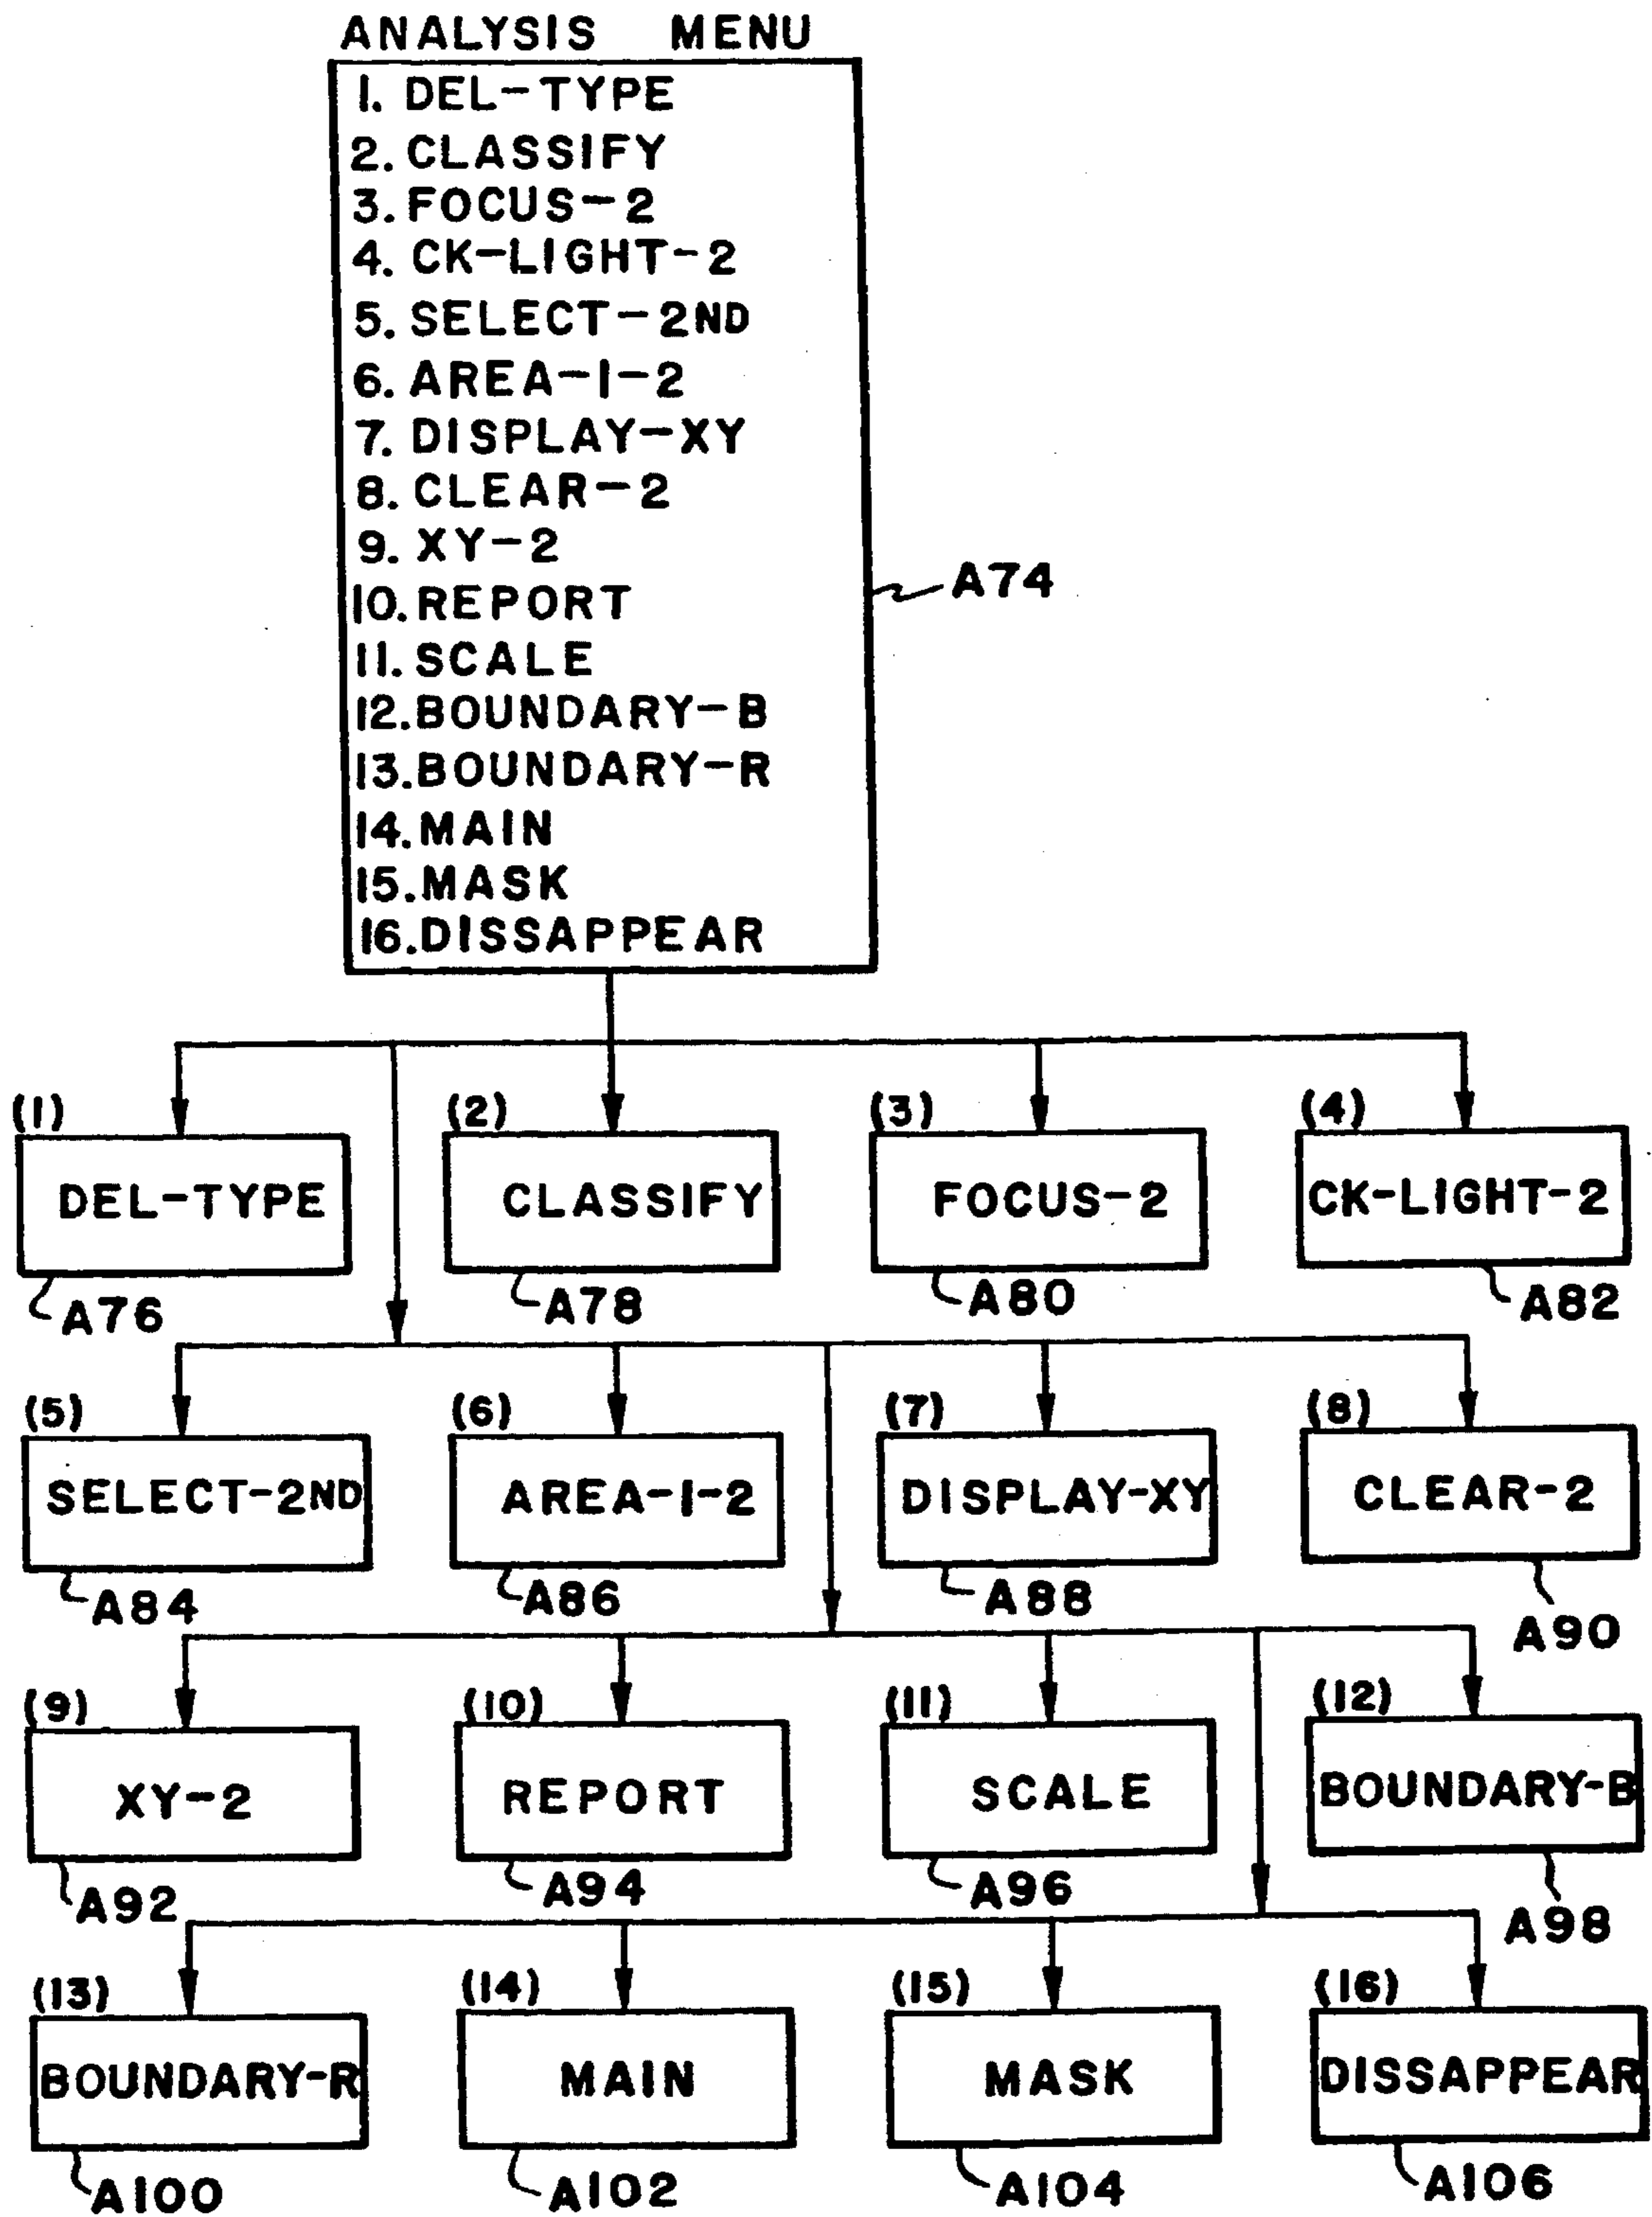 ANALYSIS MENU
1. DEL-TYPE
2. CLASSIFY
3. FOCUS-2
4. CK-LIGHT-2
5. SELECT-2ND
6. AREA-1-2
7. DISPLAY-XY
8. CLEAR-2
9. XY-2
10. REPORT
11. SCALE
12. BOUNDARY-B
13. BOUNDARY-R
14. MAIN
15. MASK
16. DISSAPPEAR
A74
(1) (2) (3) (4)
DEL-TYPE CLASSIFY FOCUS-2 CK-LIGHT-2
A76 A78 A80 A82
(5) (6) (7) (8)
SELECT-2ND AREA-1-2 DISPLAY-XY CLEAR-2
A84 A86 A88 A90
(9) (10) (11) (12)
XY-2 REPORT SCALE BOUNDARY-B
A92 A94 A96 A98
(13) (14) (15) (16)
BOUNDARY-R MAIN MASK DISSAPPEAR
A100 A102 A104 A106